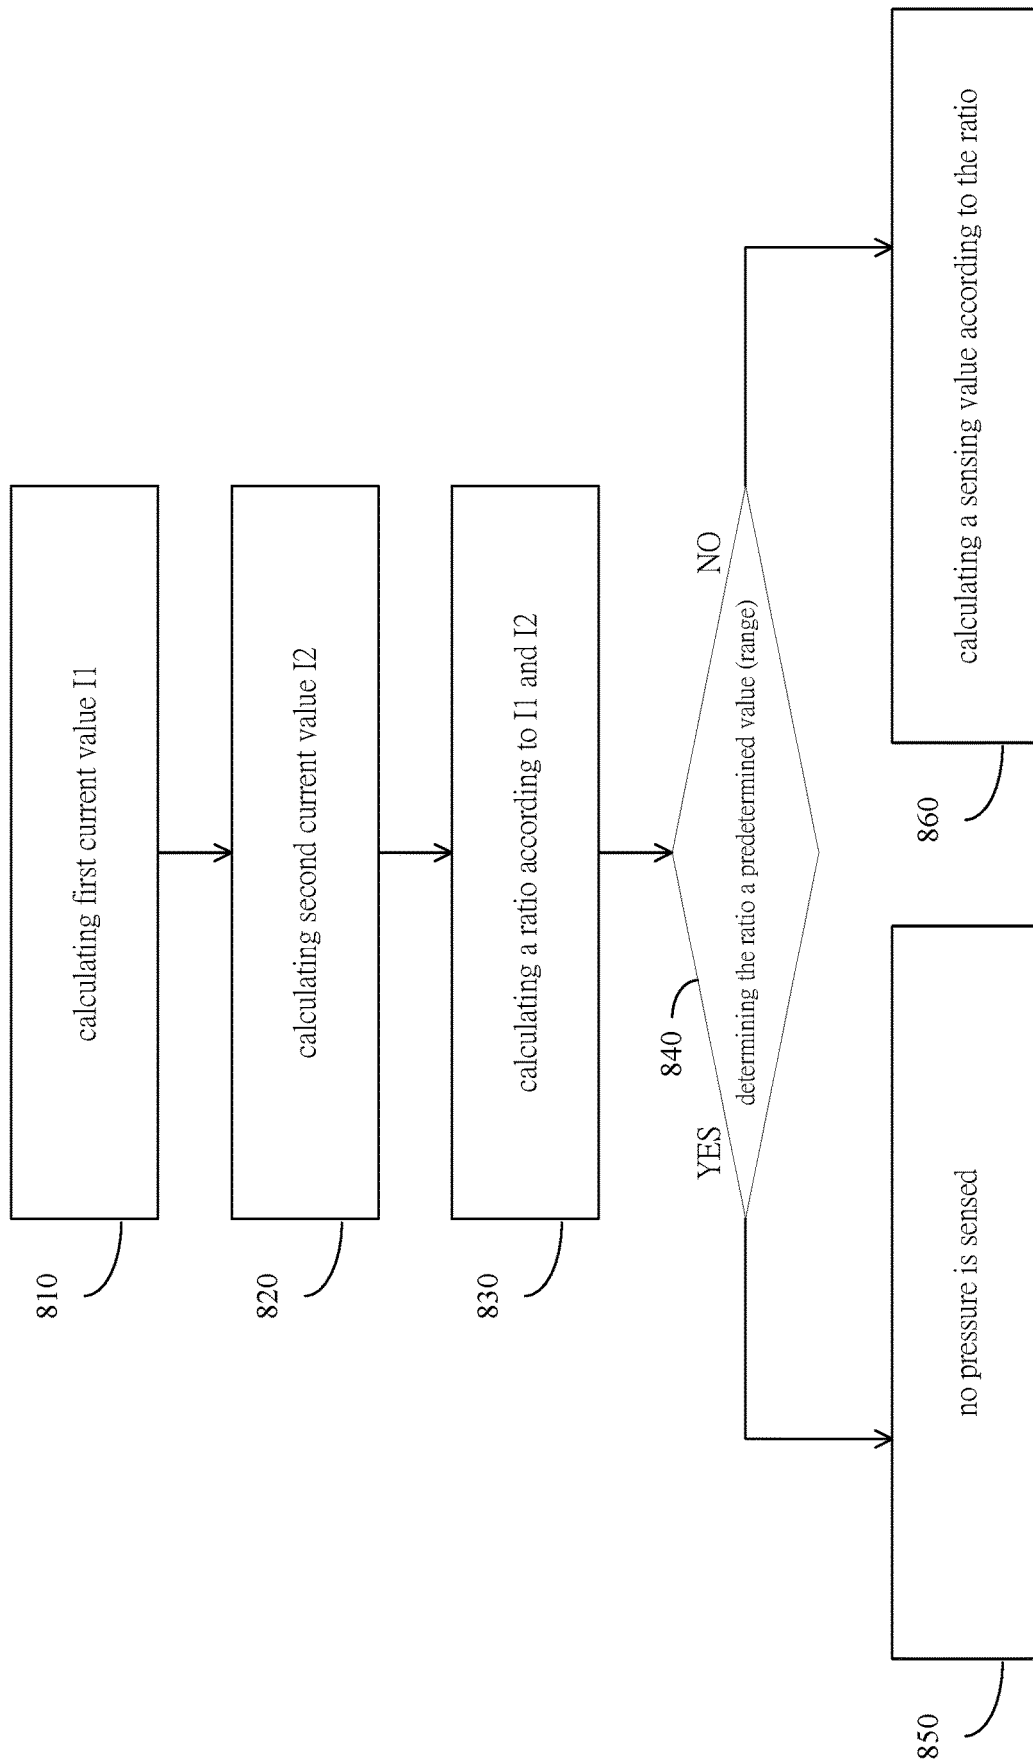 calculating first current value I1
810
calculating second current value I2
820
calculating a ratio according to I1 and I2
830
840
YES
NO
determining the ratio a predetermined value (range)
no pressure is sensed
850
calculating a sensing value according to the ratio
860